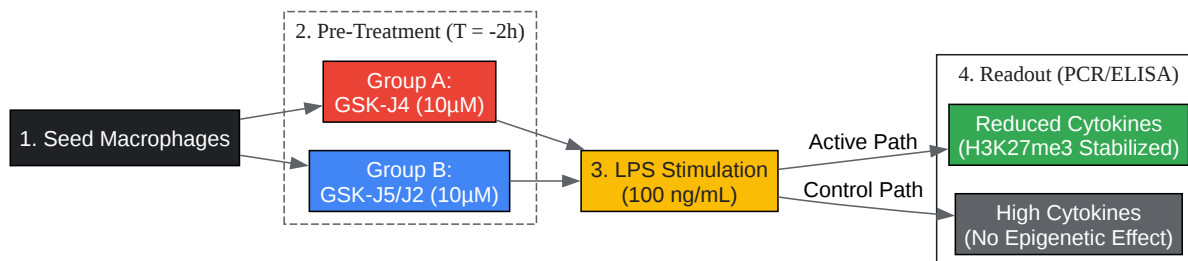 1. Seed Macrophages
2. Pre-Treatment (T = -2h)
Group A:
GSK-J4 (10µM)
Group B:
GSK-J5/J2 (10µM)
3. LPS Stimulation
(100 ng/mL)
Active Path
Control Path
4. Readout (PCR/ELISA)
Reduced Cytokines
(H3K27me3 Stabilized)
High Cytokines
(No Epigenetic Effect)